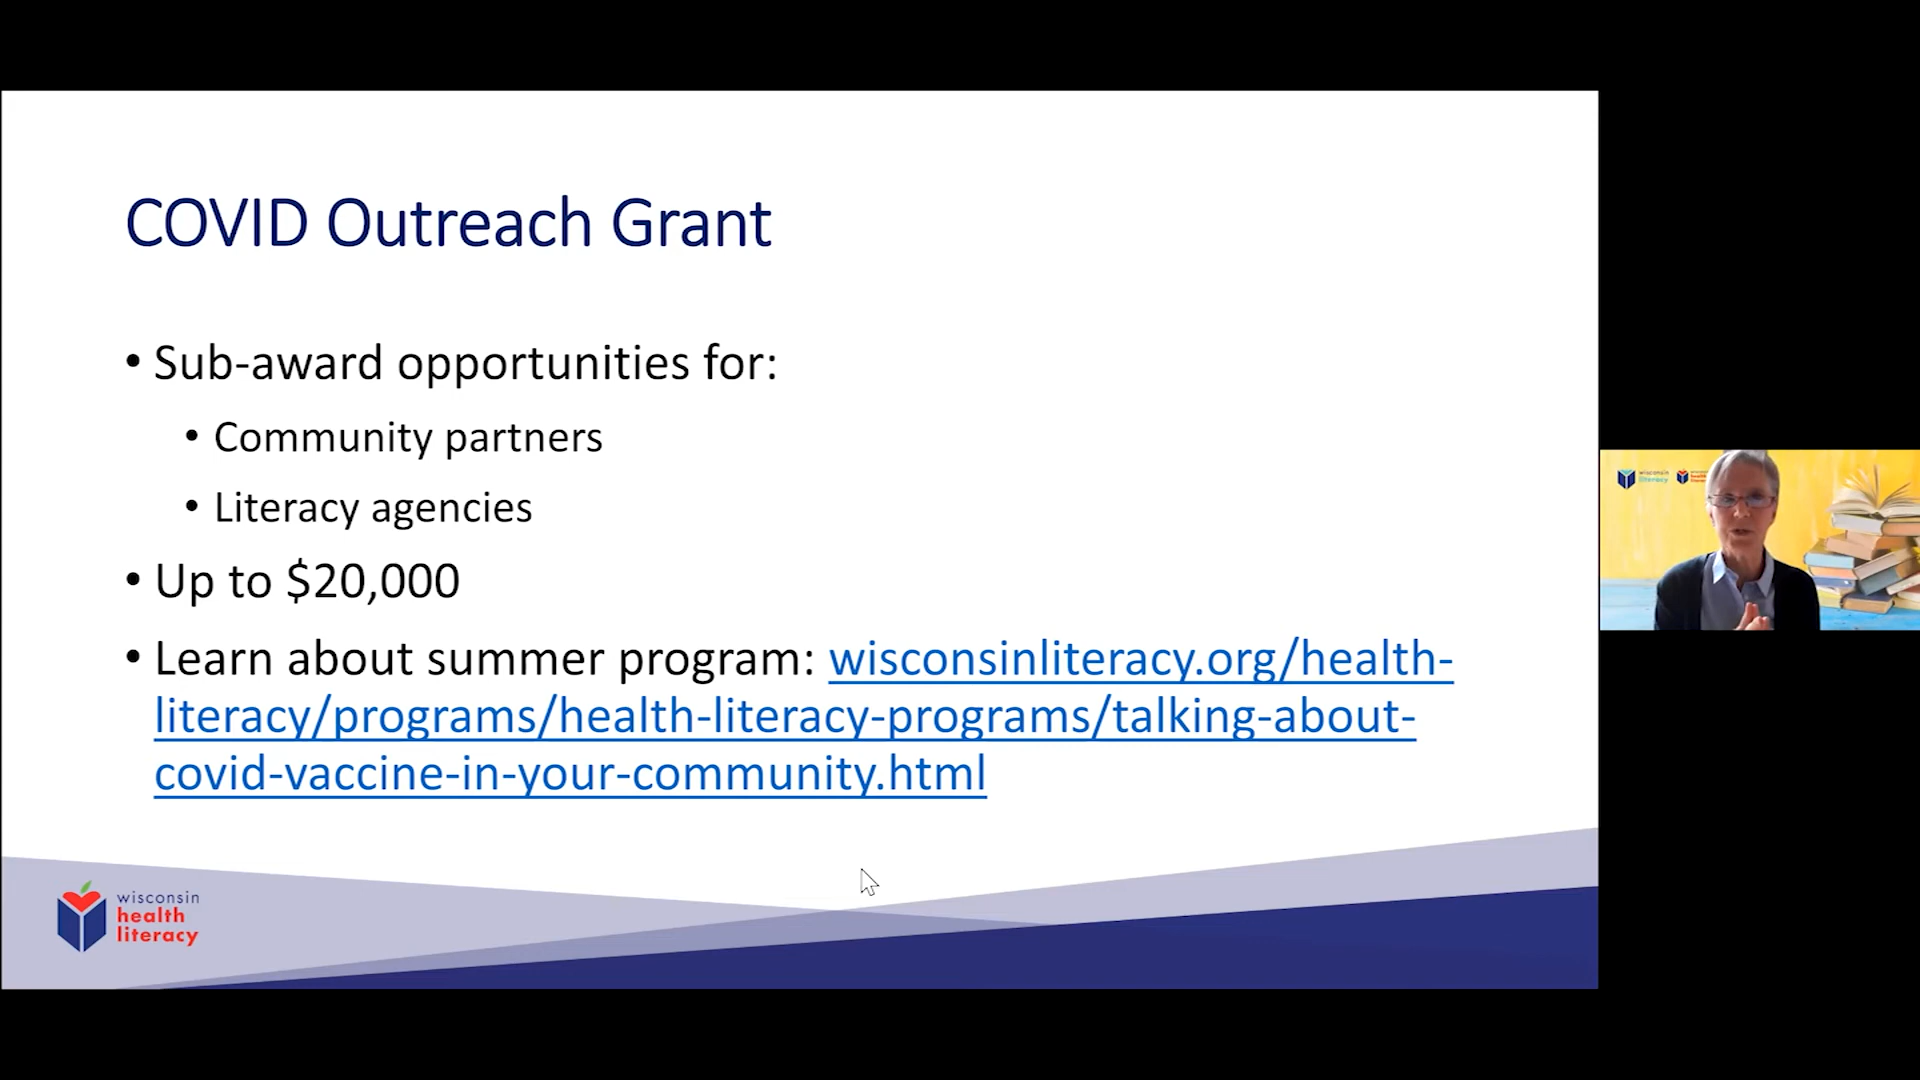 COVID Outreach Grant
• Sub-award opportunities for:
• Community partners
• Literacy agencies
• Up to $20,000
• Learn about summer program: wisconsinliteracy.org/health-
literacy/programs/health-literacy-programs/talking-about-
covid-vaccine-in-your-community.html
wisconsin
health
literacy
wisconsin
literacy